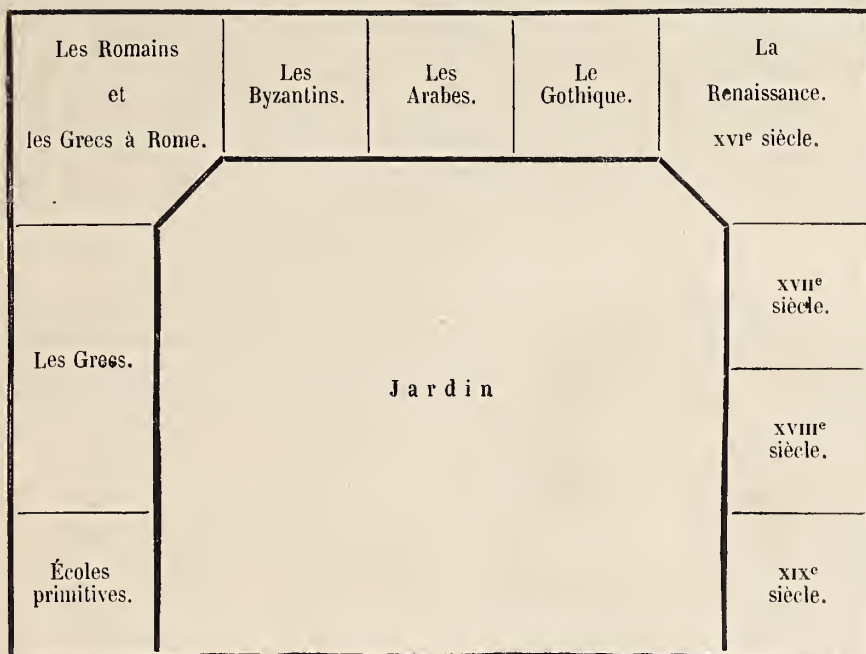 Les Romains
et
les Grecs à Rome.
Les
Byzantins.
Les
Arabes.
Le
Gothique.
La
Renaissance.
XVIe siècle.
Les Grecs.
Jardin
XVIIe
siècle.
XVIIIe
siècle.
Écoles
primitives.
XIXe
siècle.